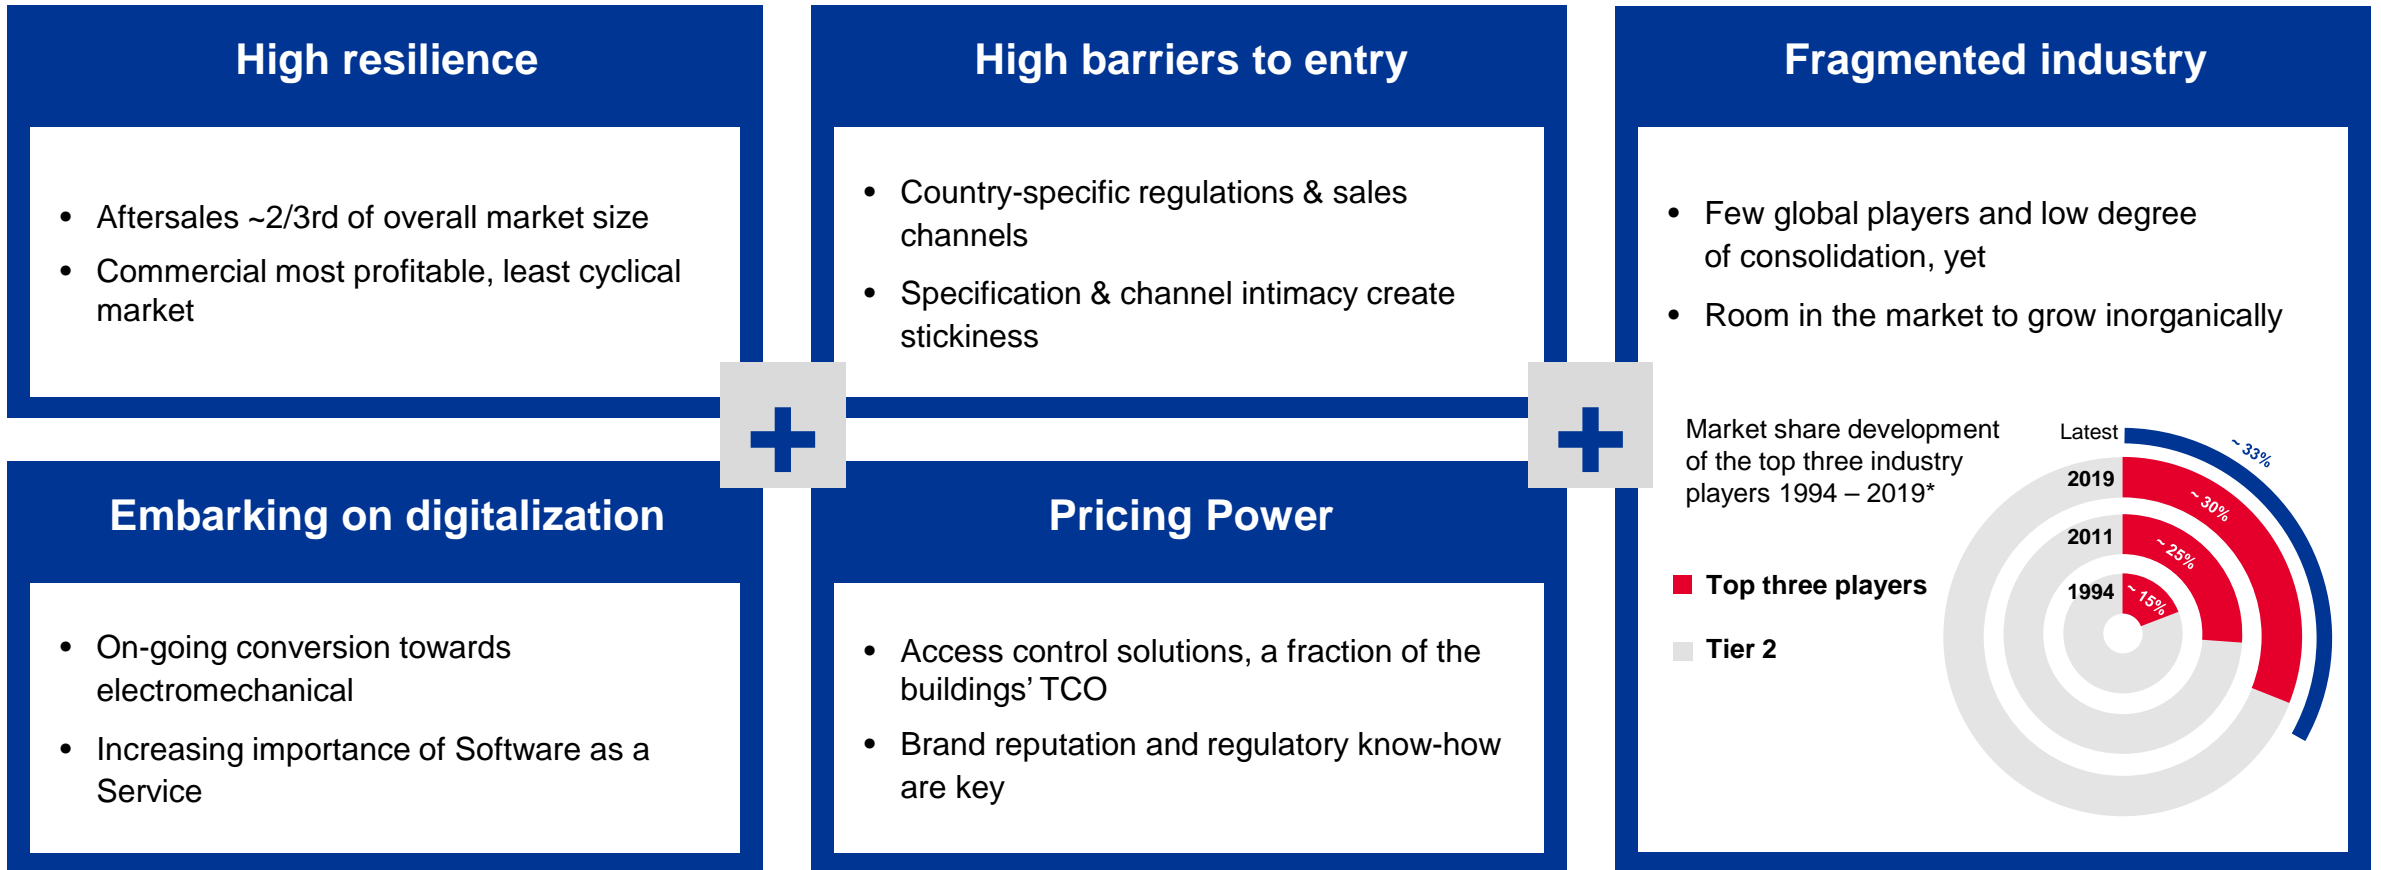 High resilience
• Aftersales ~2/3rd of overall market size
• Commercial most profitable, least cyclical
market
High barriers to entry
• Country-specific regulations & sales
channels
• Specification & channel intimacy create
stickiness
Fragmented industry
• Few global players and low degree
of consolidation, yet
• Room in the market to grow inorganically
Market share development
of the top three industry
players 1994 – 2019*
Top three players
Tier 2
Latest
~ 33%
2019
~ 30%
2011
~ 25%
1994
~ 15%
+
+
Embarking on digitalization
• On-going conversion towards
electromechanical
• Increasing importance of Software as a
Service
Pricing Power
• Access control solutions, a fraction of the
buildings’ TCO
• Brand reputation and regulatory know-how
are key